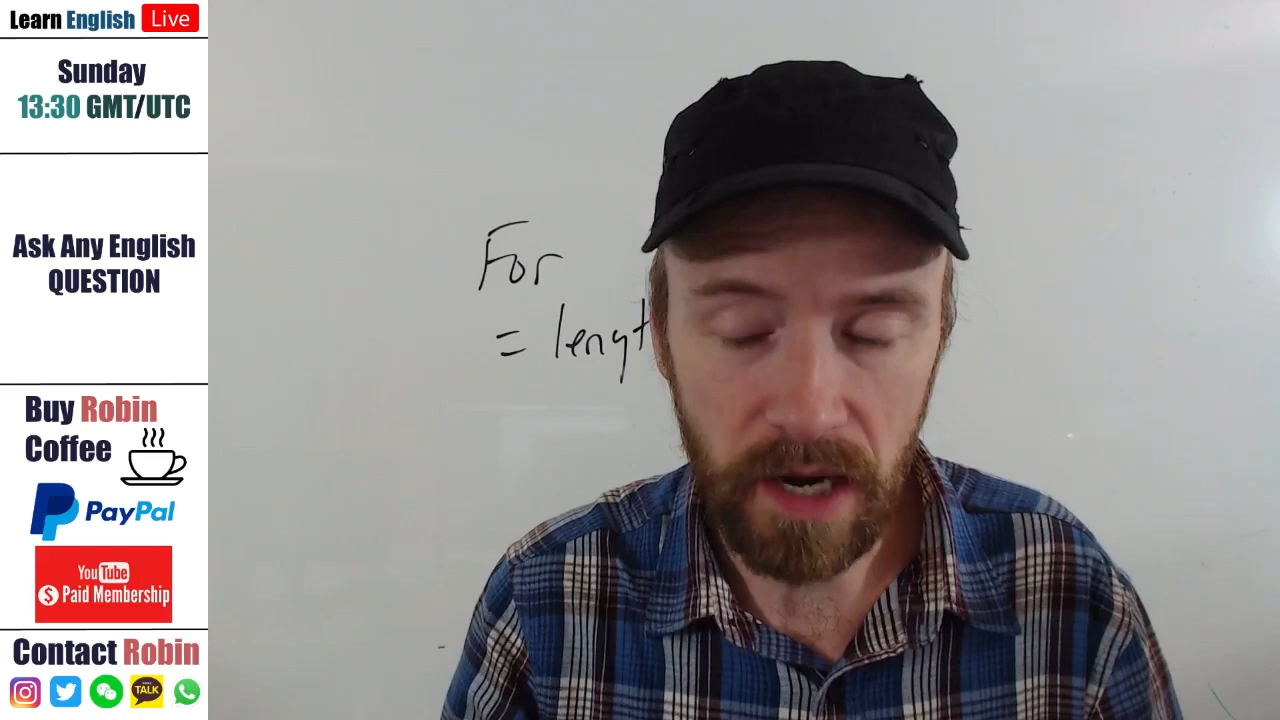 Learn English Live
Sunday
13:30 GMT/UTC
Ask Any English
QUESTION
Buy Robin
Coffee
PayPal
YouTube
$ Paid Membership
Contact Robin
TALK
For
= lengt